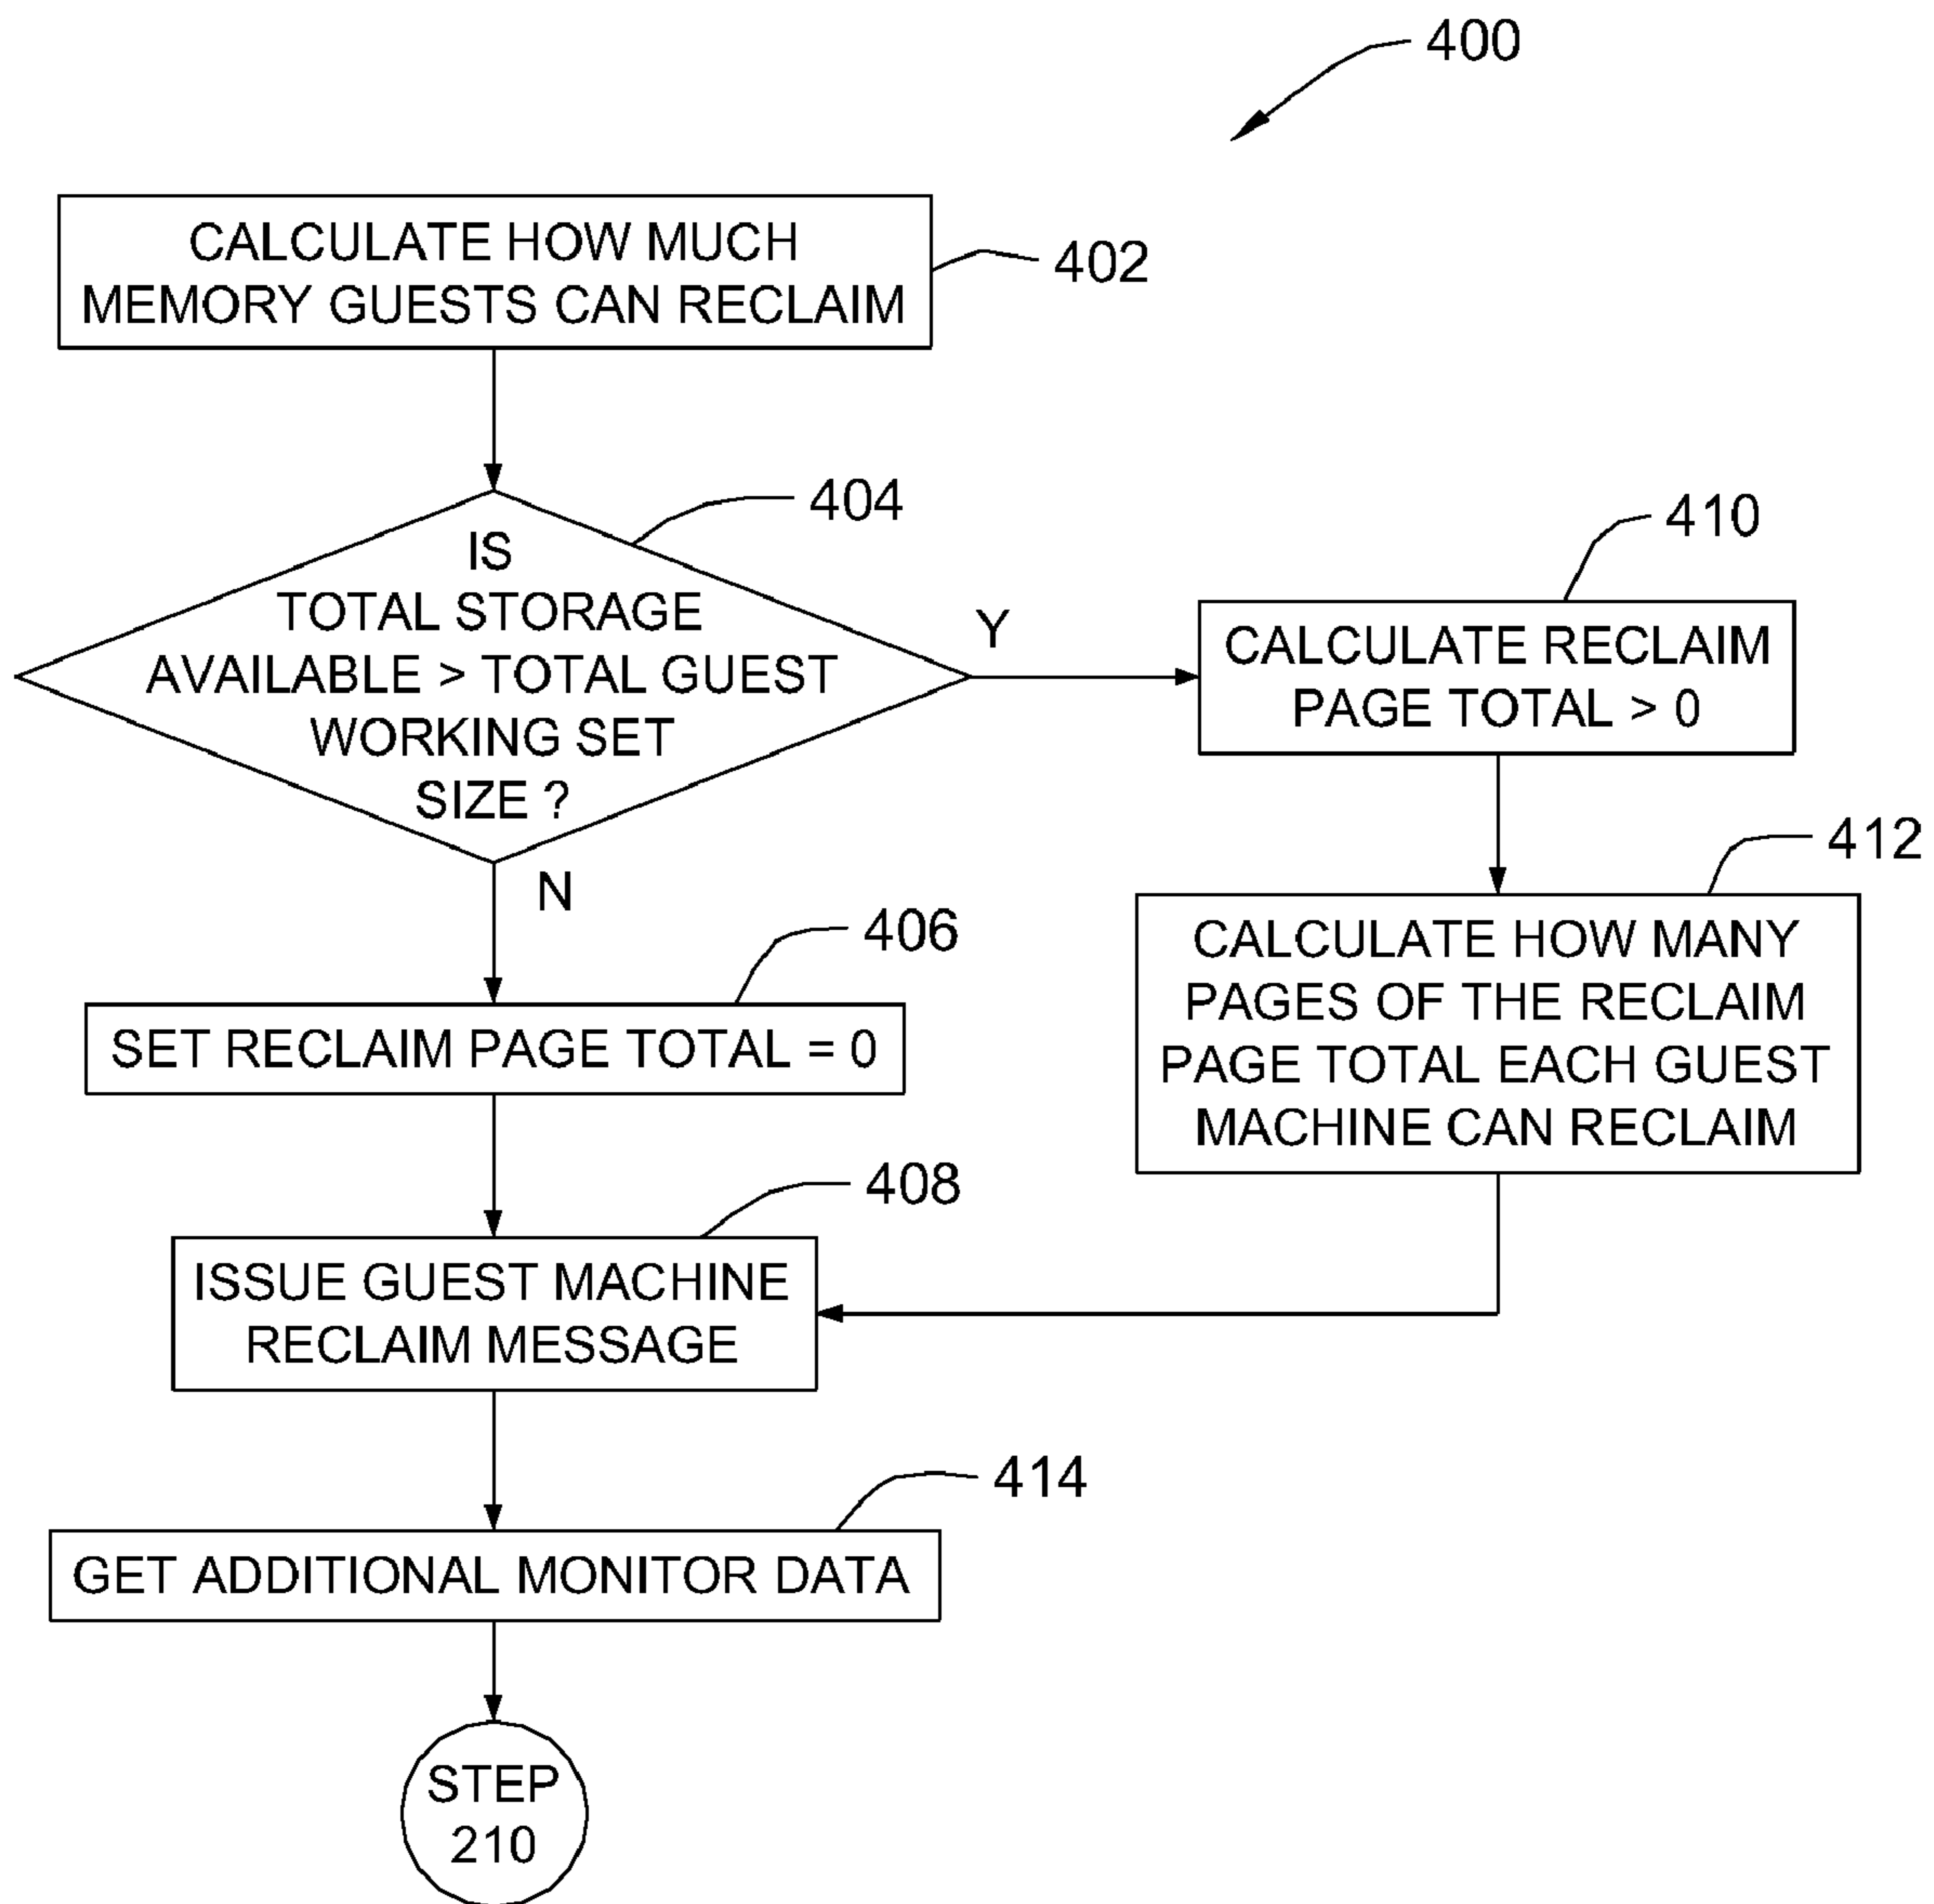 400
CALCULATE HOW MUCH
MEMORY GUESTS CAN RECLAIM
402
404
IS
TOTAL STORAGE
AVAILABLE > TOTAL GUEST
WORKING SET
SIZE ?
Y
N
410
CALCULATE RECLAIM
PAGE TOTAL > 0
412
CALCULATE HOW MANY
PAGES OF THE RECLAIM
PAGE TOTAL EACH GUEST
MACHINE CAN RECLAIM
406
SET RECLAIM PAGE TOTAL = 0
408
ISSUE GUEST MACHINE
RECLAIM MESSAGE
414
GET ADDITIONAL MONITOR DATA
STEP
210